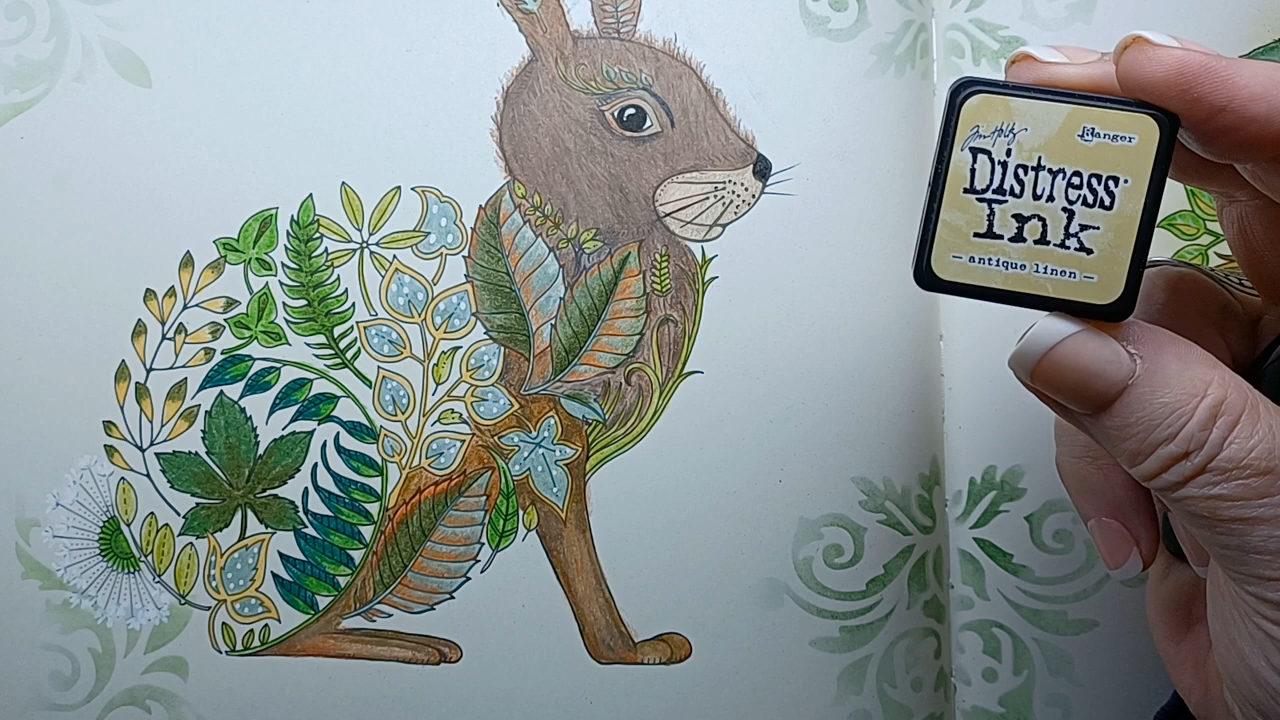 Tim Holtz Ranger
Distress®
Ink
— antique linen —